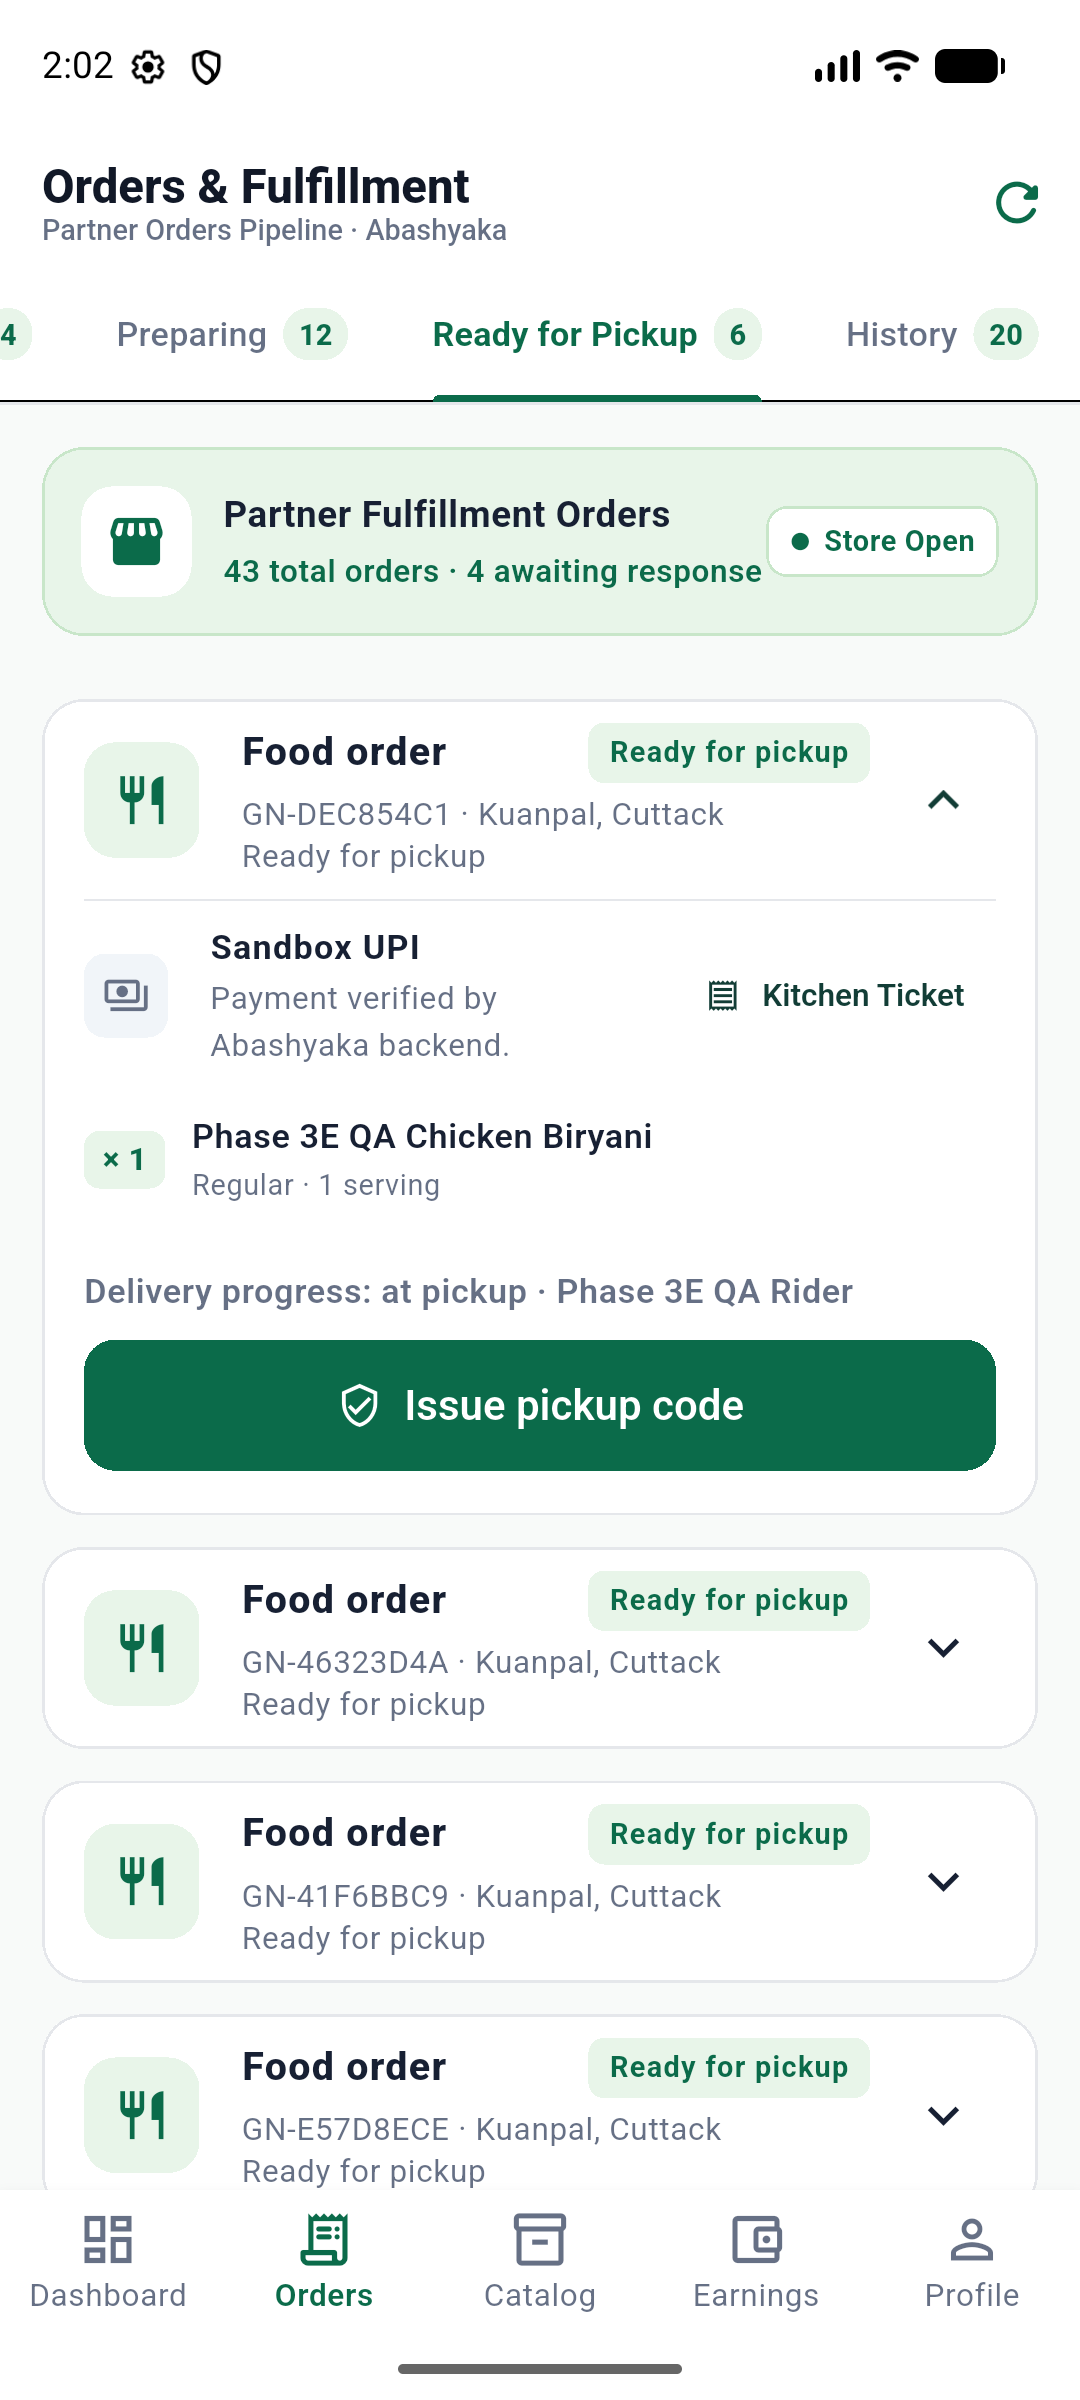 2:02
Orders & Fulfillment
Partner Orders Pipeline · Abashyaka
4 Preparing 12 Ready for Pickup 6 History 20
Partner Fulfillment Orders
43 total orders · 4 awaiting response
Store Open
Food order
Ready for pickup
GN-DEC854C1 · Kuanpal, Cuttack
Ready for pickup
Sandbox UPI
Payment verified by
Abashyaka backend.
Kitchen Ticket
× 1
Phase 3E QA Chicken Biryani
Regular · 1 serving
Delivery progress: at pickup · Phase 3E QA Rider
Issue pickup code
Food order
Ready for pickup
GN-46323D4A · Kuanpal, Cuttack
Ready for pickup
Food order
Ready for pickup
GN-41F6BBC9 · Kuanpal, Cuttack
Ready for pickup
Food order
Ready for pickup
GN-E57D8ECE · Kuanpal, Cuttack
Ready for pickup
Dashboard Orders Catalog Earnings Profile